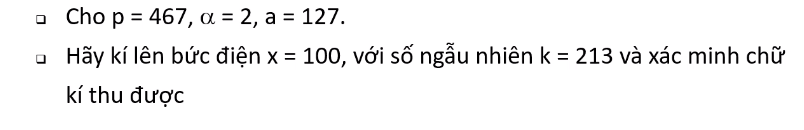 ❑ Cho p = 467, α = 2, a = 127.
❑ Hãy kí lên bức điện x = 100, với số ngẫu nhiên k = 213 và xác minh chữ
kí thu được